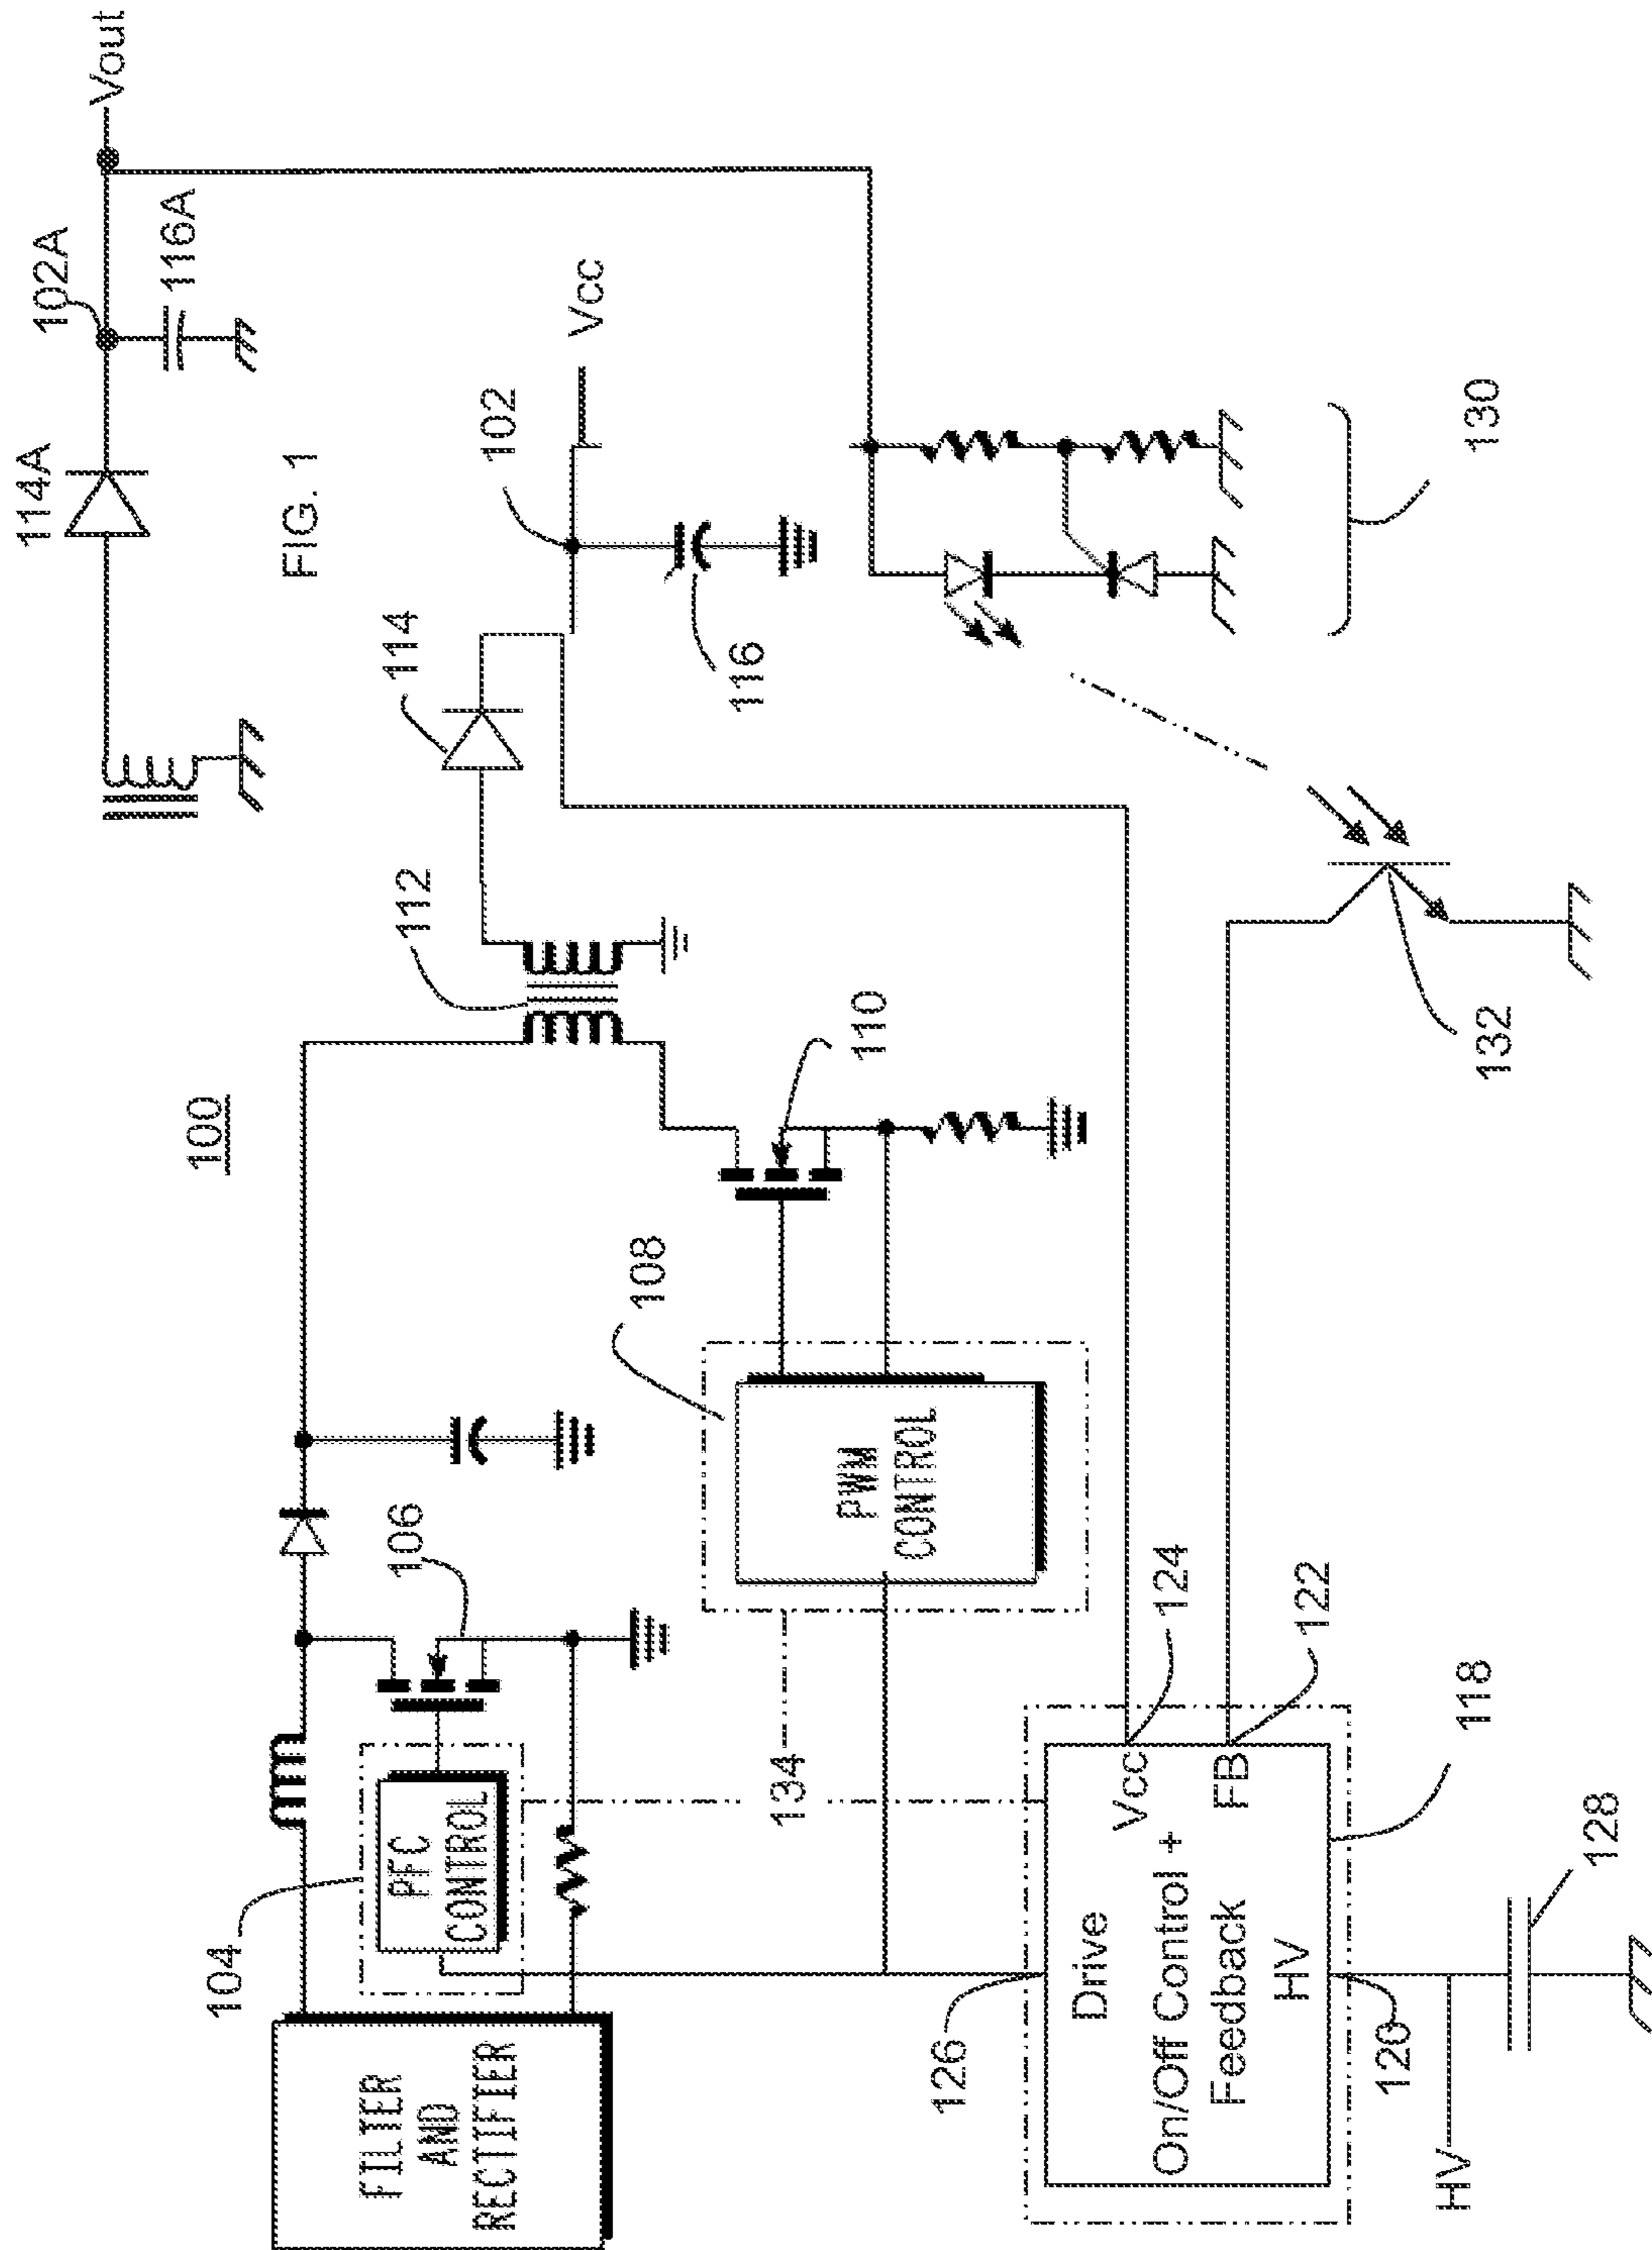 114A
102A
116A
Vout
FIG. 1
100
112
114
102
Vcc
116
104
PFC
CONTROL
106
FILTER
AND
RECTIFIER
108
PWM
CONTROL
110
134
126
Drive
On/Off Control +
Feedback
HV
Vcc
FB
124
122
118
120
HV
128
132
130